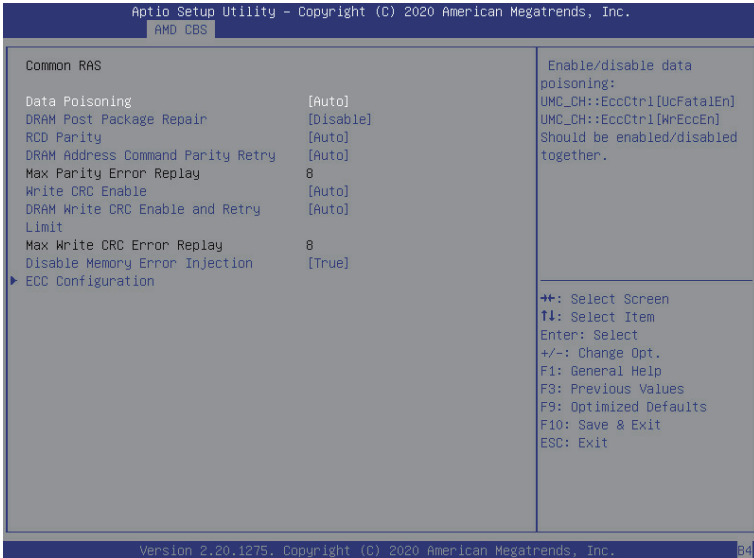 Aptio Setup Utility – Copyright (C) 2020 American Megatrends, Inc.
AMD CBS
Common RAS
Data Poisoning [Auto]
DRAM Post Package Repair [Disable]
RCD Parity [Auto]
DRAM Address Command Parity Retry [Auto]
Max Parity Error Replay 8
Write CRC Enable [Auto]
DRAM Write CRC Enable and Retry [Auto]
Limit
Max Write CRC Error Replay 8
Disable Memory Error Injection [True]
ECC Configuration
Enable/disable data
poisoning:
UMC_CH::EccCtrl[UcFatalEn]
UMC_CH::EccCtrl[WrEccEn]
Should be enabled/disabled
together.
→←: Select Screen
↑↓: Select Item
Enter: Select
+/-: Change Opt.
F1: General Help
F3: Previous Values
F9: Optimized Defaults
F10: Save & Exit
ESC: Exit
Version 2.20.1275. Copyright (C) 2020 American Megatrends, Inc.
B4